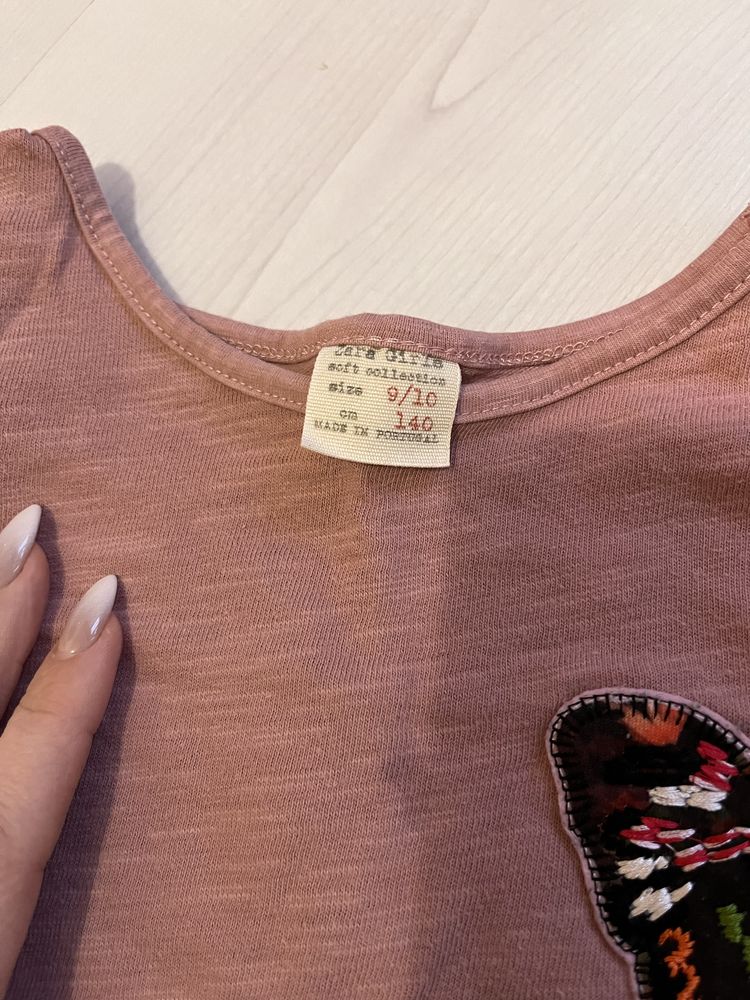 Zara Girls
soft collection
size 9/10
cm 140
MADE IN PORTUGAL